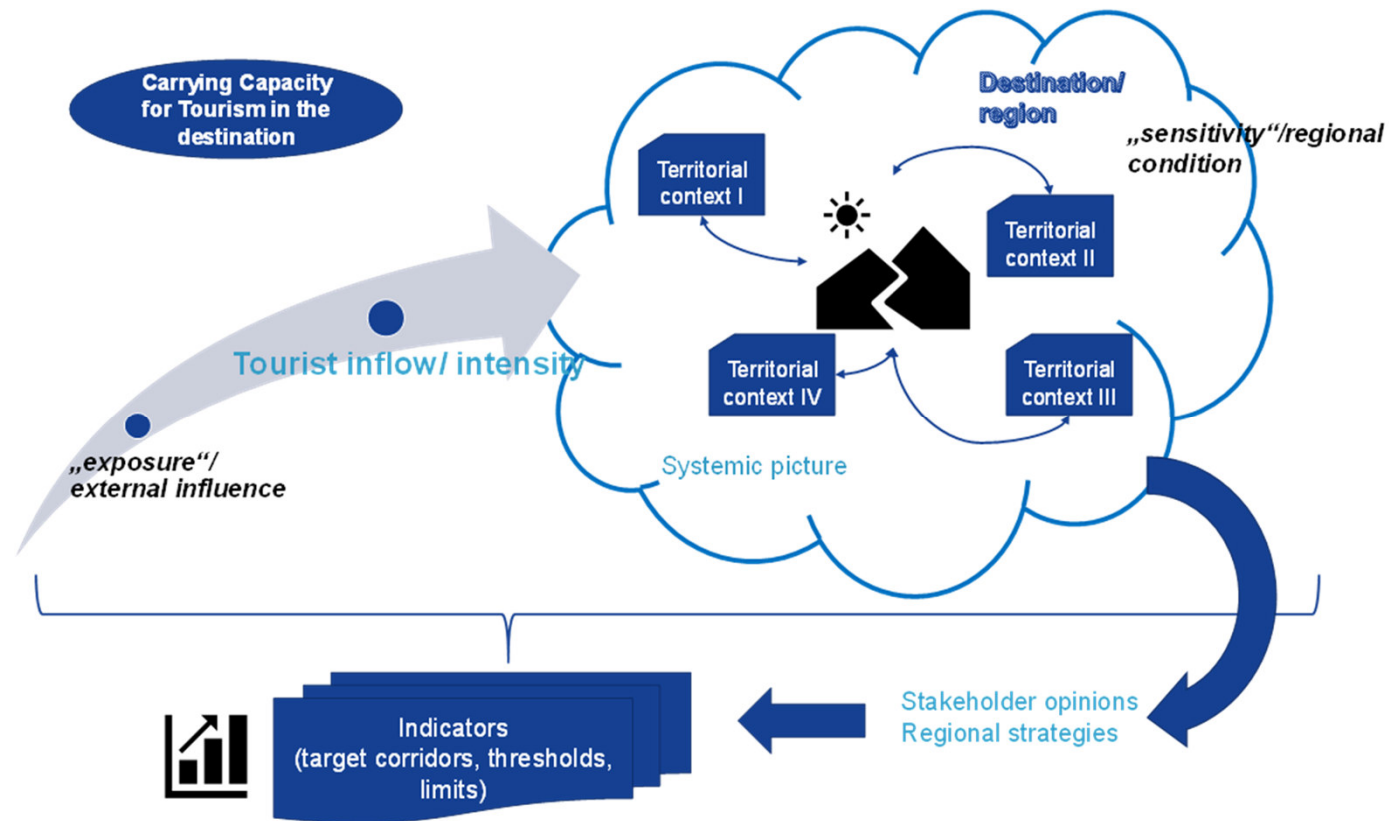 Carrying Capacity
for Tourism in the
destination
Destination/
region
„sensitivity“/regional
condition
Territorial
context I
Territorial
context II
Tourist inflow/ intensity
Territorial
context IV
Territorial
context III
„exposure“/
external influence
Systemic picture
Stakeholder opinions
Regional strategies
Indicators
(target corridors, thresholds,
limits)